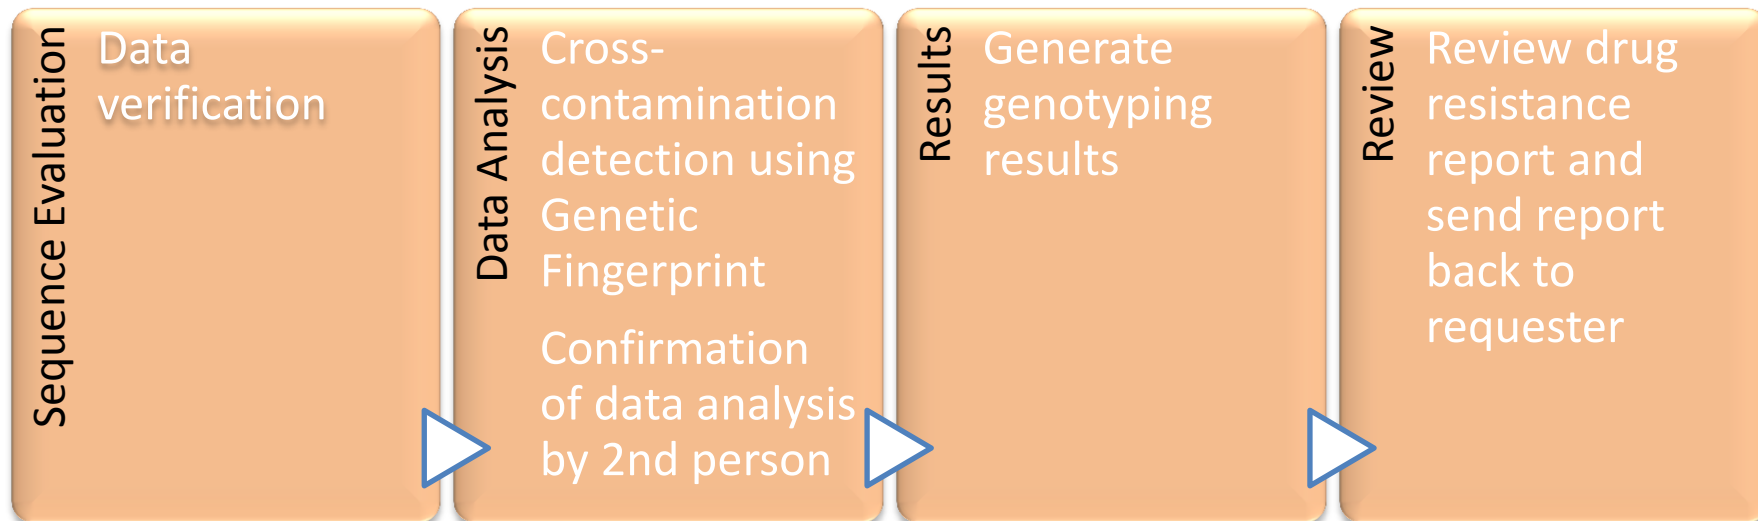 Sequence Evaluation
Data
verification
Data Analysis
Cross-
contamination
detection using
Genetic
Fingerprint
Confirmation
of data analysis
by 2nd person
Results
Generate
genotyping
results
Review
Review drug
resistance
report and
send report
back to
requester